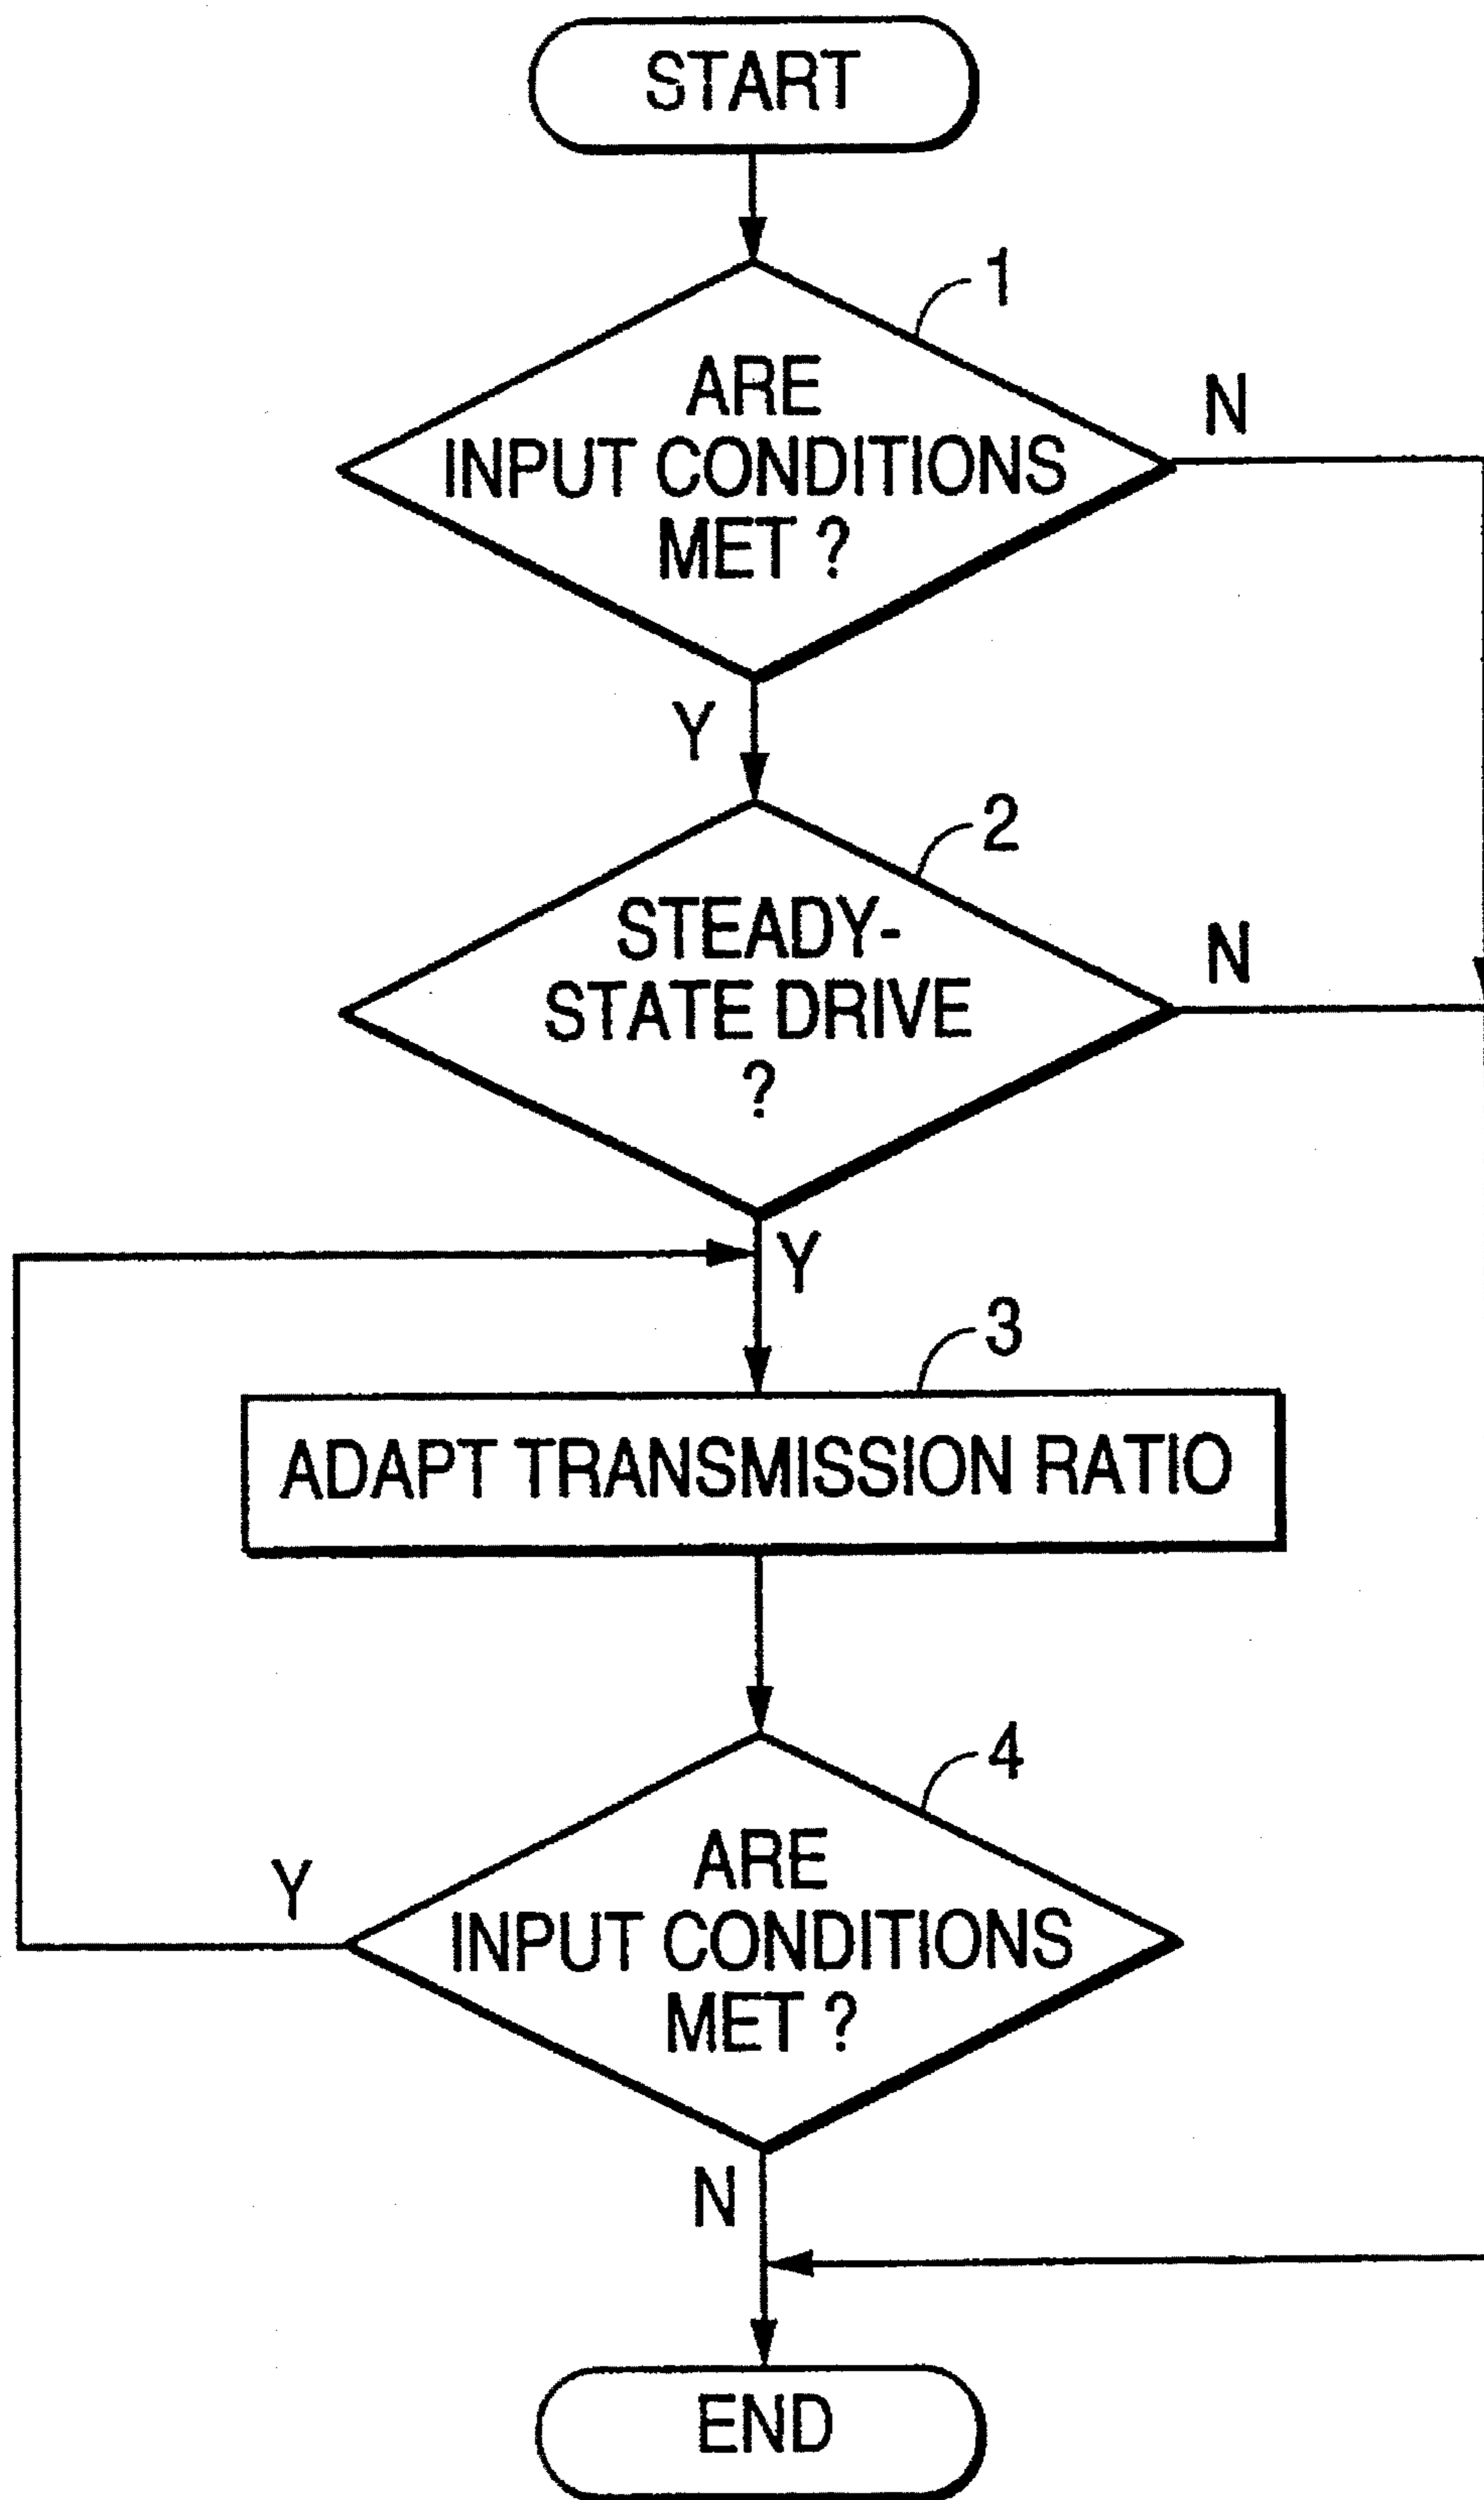 START
1
ARE
INPUT CONDITIONS
MET ?
N
Y
2
STEADY-
STATE DRIVE
?
N
Y
3
ADAPT TRANSMISSION RATIO
4
ARE
INPUT CONDITIONS
MET ?
Y
N
END